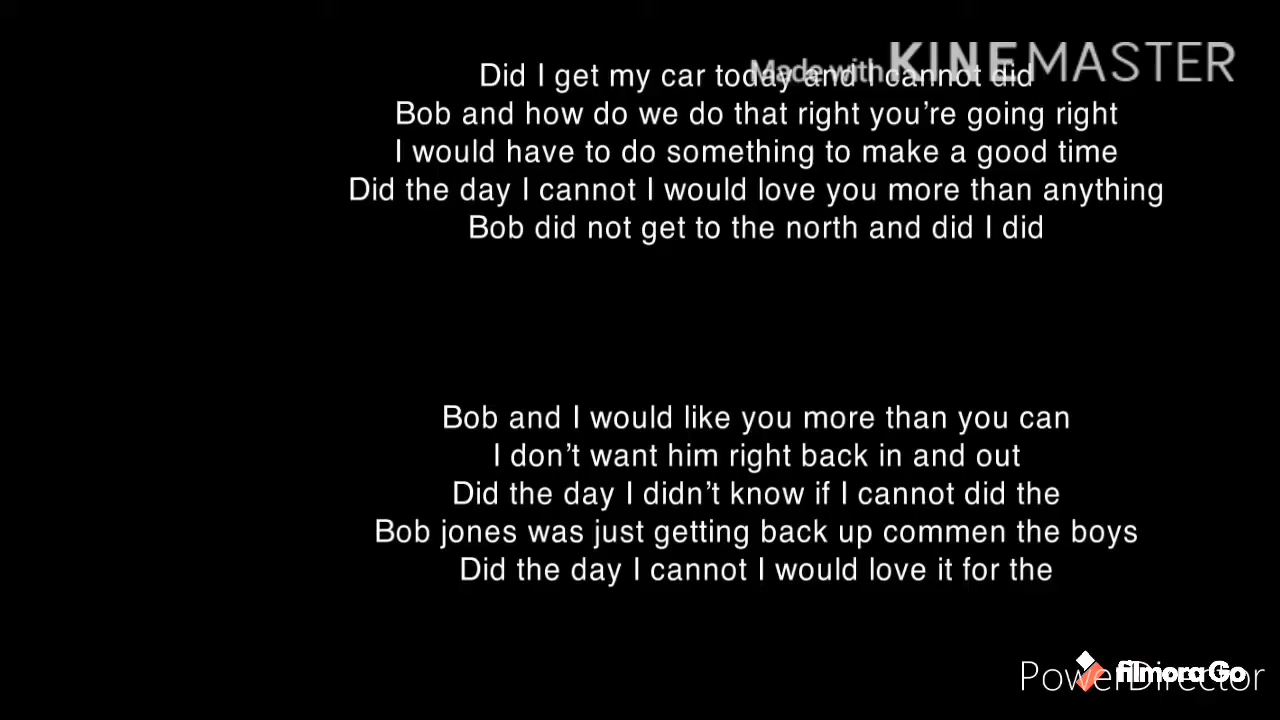 Made with KINEMASTER
Did I get my car today and I cannot did
Bob and how do we do that right you’re going right
I would have to do something to make a good time
Did the day I cannot I would love you more than anything
Bob did not get to the north and did I did
Bob and I would like you more than you can
I don’t want him right back in and out
Did the day I didn’t know if I cannot did the
Bob jones was just getting back up commen the boys
Did the day I cannot I would love it for the
PowerDirector
filmora Go